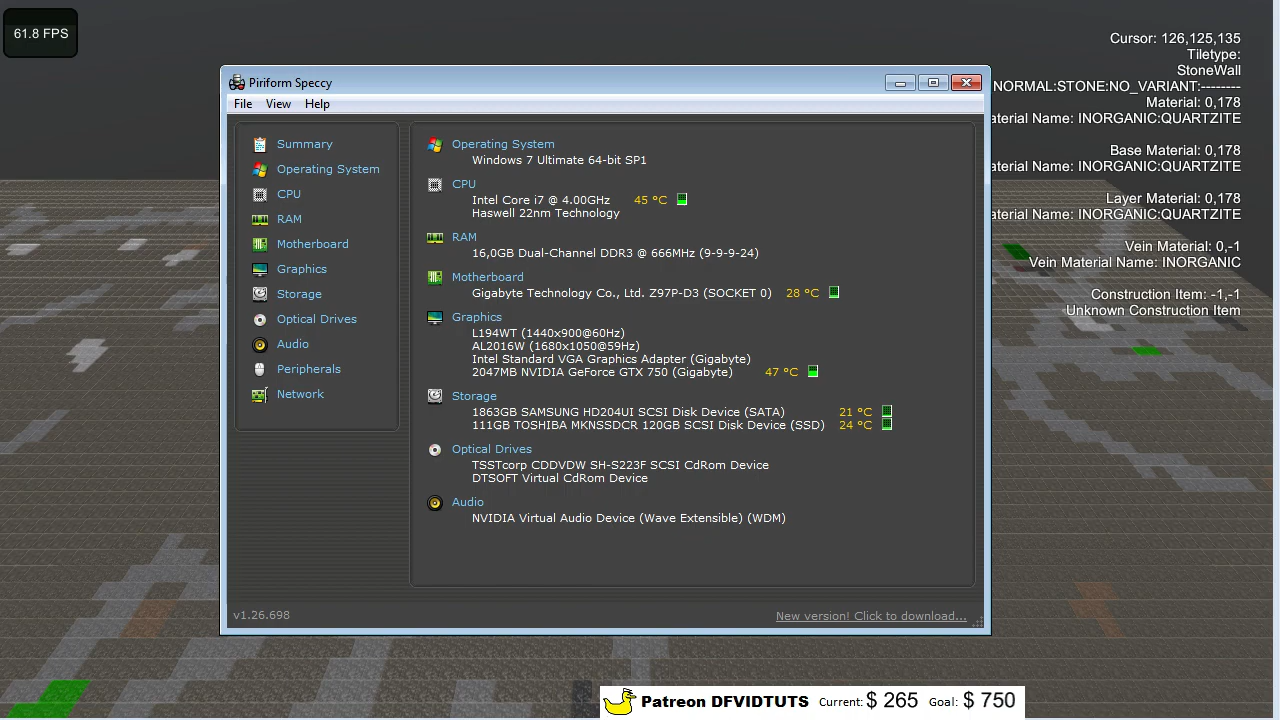 61.8 FPS
Cursor: 126,125,135
Tiletype:
StoneWall
NORMAL:STONE:NO_VARIANT:--------
Material: 0,178
aterial Name: INORGANIC:QUARTZITE
Base Material: 0,178
aterial Name: INORGANIC:QUARTZITE
Layer Material: 0,178
aterial Name: INORGANIC:QUARTZITE
Vein Material: 0,-1
Vein Material Name: INORGANIC
Construction Item: -1,-1
Unknown Construction Item
Piriform Speccy
File View Help
Summary
Operating System
CPU
RAM
Motherboard
Graphics
Storage
Optical Drives
Audio
Peripherals
Network
Operating System
Windows 7 Ultimate 64-bit SP1
CPU
Intel Core i7 @ 4.00GHz 45 °C
Haswell 22nm Technology
RAM
16,0GB Dual-Channel DDR3 @ 666MHz (9-9-9-24)
Motherboard
Gigabyte Technology Co., Ltd. Z97P-D3 (SOCKET 0) 28 °C
Graphics
L194WT (1440x900@60Hz)
AL2016W (1680x1050@59Hz)
Intel Standard VGA Graphics Adapter (Gigabyte)
2047MB NVIDIA GeForce GTX 750 (Gigabyte) 47 °C
Storage
1863GB SAMSUNG HD204UI SCSI Disk Device (SATA) 21 °C
111GB TOSHIBA MKNSSDCR 120GB SCSI Disk Device (SSD) 24 °C
Optical Drives
TSSTcorp CDDVDW SH-S223F SCSI CdRom Device
DTSOFT Virtual CdRom Device
Audio
NVIDIA Virtual Audio Device (Wave Extensible) (WDM)
v1.26.698
New version! Click to download...
Patreon DFVIDTUTS Current: $ 265 Goal: $ 750